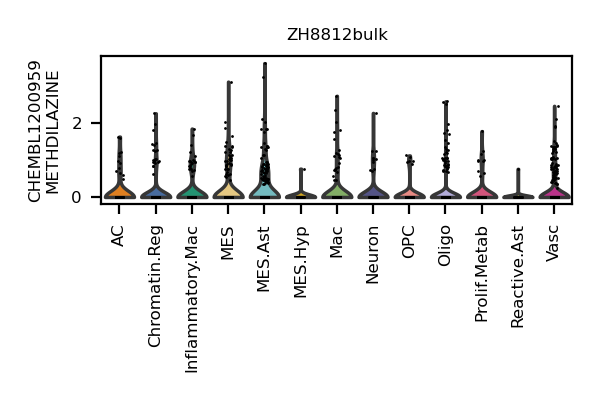 ZH8812bulk
CHEMBL1200959
METHDILAZINE
2
0
AC
Chromatin.Reg
Inflammatory.Mac
MES
MES.Ast
MES.Hyp
Mac
Neuron
OPC
Oligo
Prolif.Metab
Reactive.Ast
Vasc